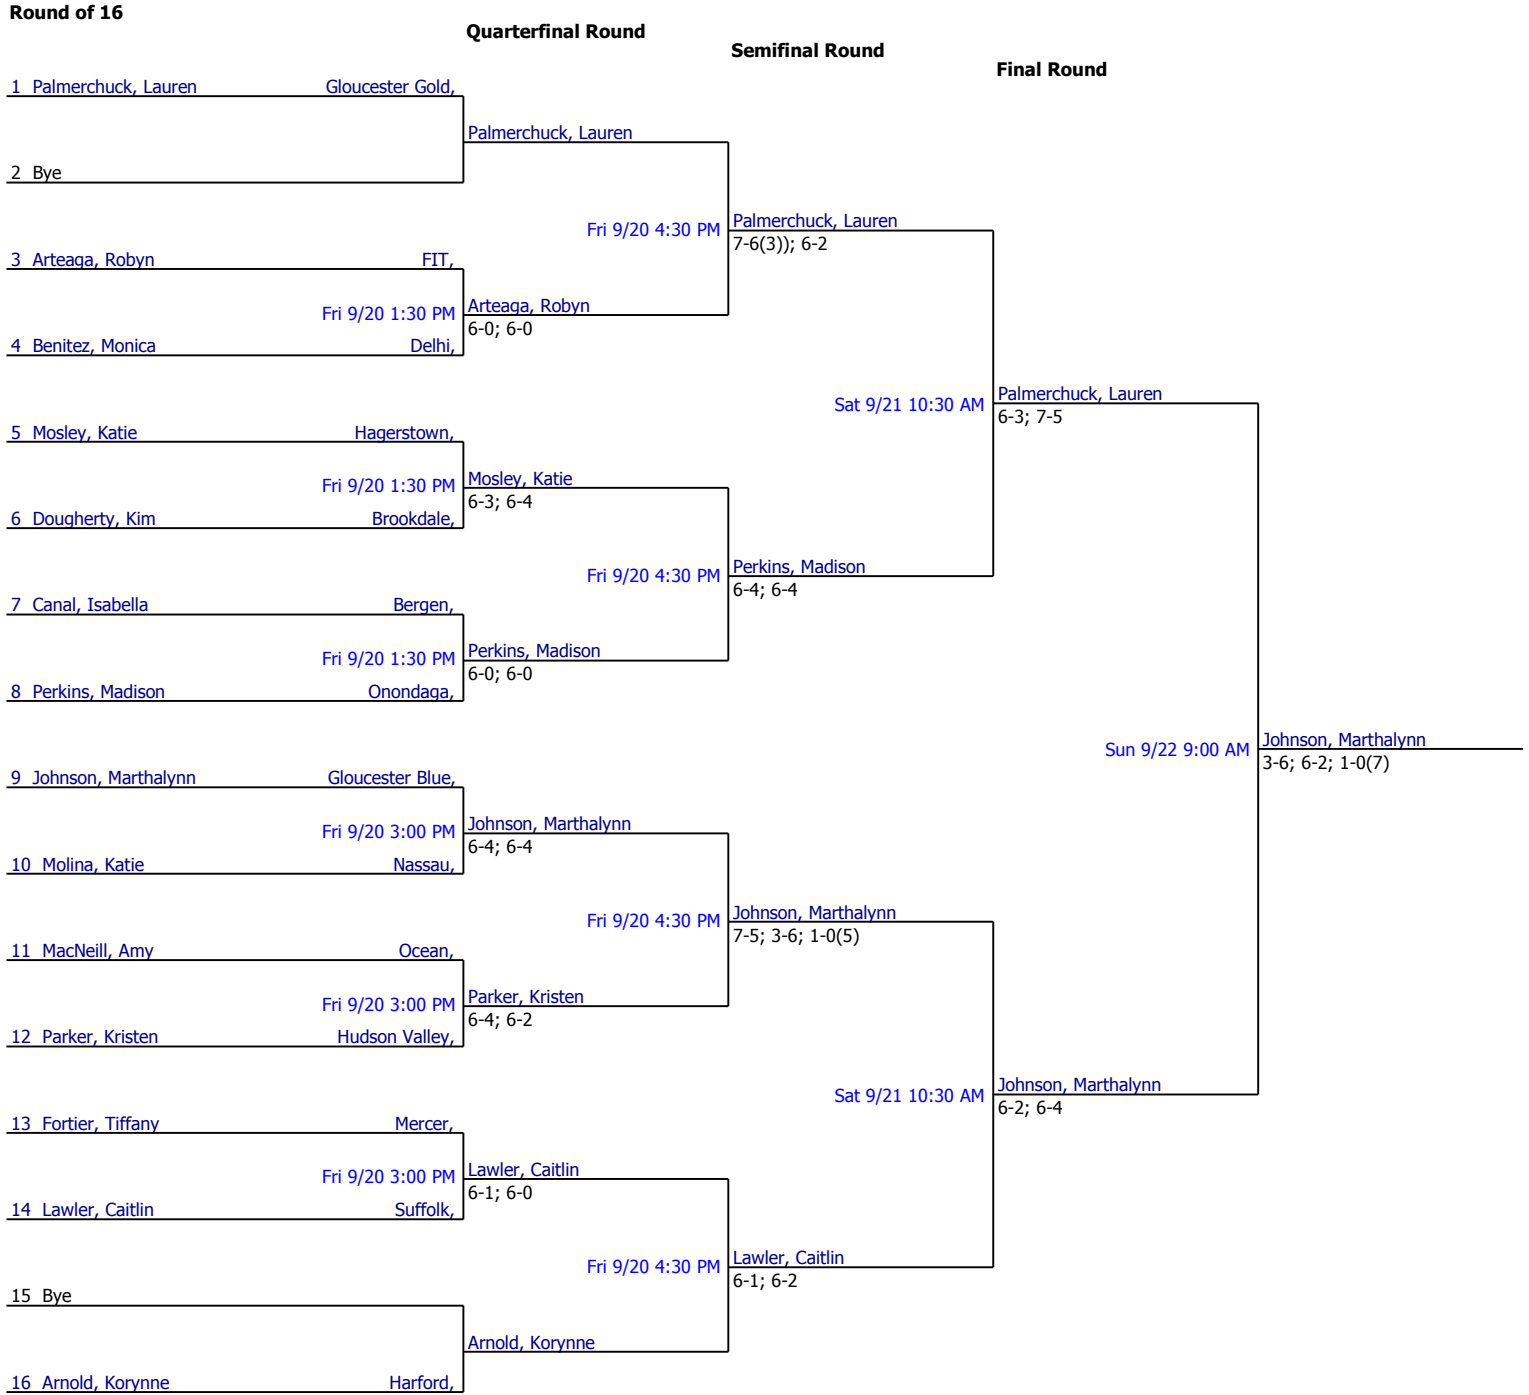 Round of 16
Quarterfinal Round
Semifinal Round
Final Round
1 Palmerchuck, Lauren Gloucester Gold,
Palmerchuck, Lauren
2 Bye
Fri 9/20 4:30 PM Palmerchuck, Lauren
7-6(3)); 6-2
3 Arteaga, Robyn FIT,
Fri 9/20 1:30 PM Arteaga, Robyn
6-0; 6-0
4 Benitez, Monica Delhi,
Sat 9/21 10:30 AM Palmerchuck, Lauren
6-3; 7-5
5 Mosley, Katie Hagerstown,
Fri 9/20 1:30 PM Mosley, Katie
6-3; 6-4
6 Dougherty, Kim Brookdale,
Fri 9/20 4:30 PM Perkins, Madison
6-4; 6-4
7 Canal, Isabella Bergen,
Fri 9/20 1:30 PM Perkins, Madison
6-0; 6-0
8 Perkins, Madison Onondaga,
Sun 9/22 9:00 AM Johnson, Marthalynn
3-6; 6-2; 1-0(7)
9 Johnson, Marthalynn Gloucester Blue,
Fri 9/20 3:00 PM Johnson, Marthalynn
6-4; 6-4
10 Molina, Katie Nassau,
Fri 9/20 4:30 PM Johnson, Marthalynn
7-5; 3-6; 1-0(5)
11 MacNeill, Amy Ocean,
Fri 9/20 3:00 PM Parker, Kristen
6-4; 6-2
12 Parker, Kristen Hudson Valley,
Sat 9/21 10:30 AM Johnson, Marthalynn
6-2; 6-4
13 Fortier, Tiffany Mercer,
Fri 9/20 3:00 PM Lawler, Caitlin
6-1; 6-0
14 Lawler, Caitlin Suffolk,
Fri 9/20 4:30 PM Lawler, Caitlin
6-1; 6-2
15 Bye
Arnold, Korynne
16 Arnold, Korynne Harford,